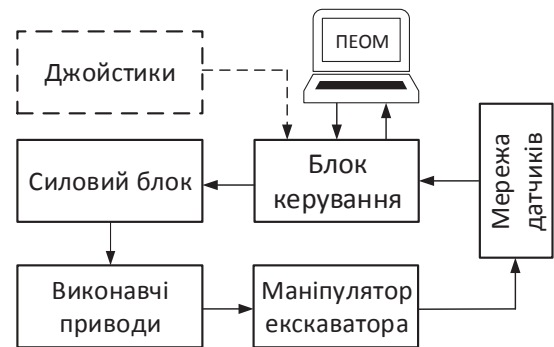 ПЕОМ
Джойстики
Силовий блок
Блок
керування
Мережа
датчиків
Виконавчі
приводи
Маніпулятор
екскаватора